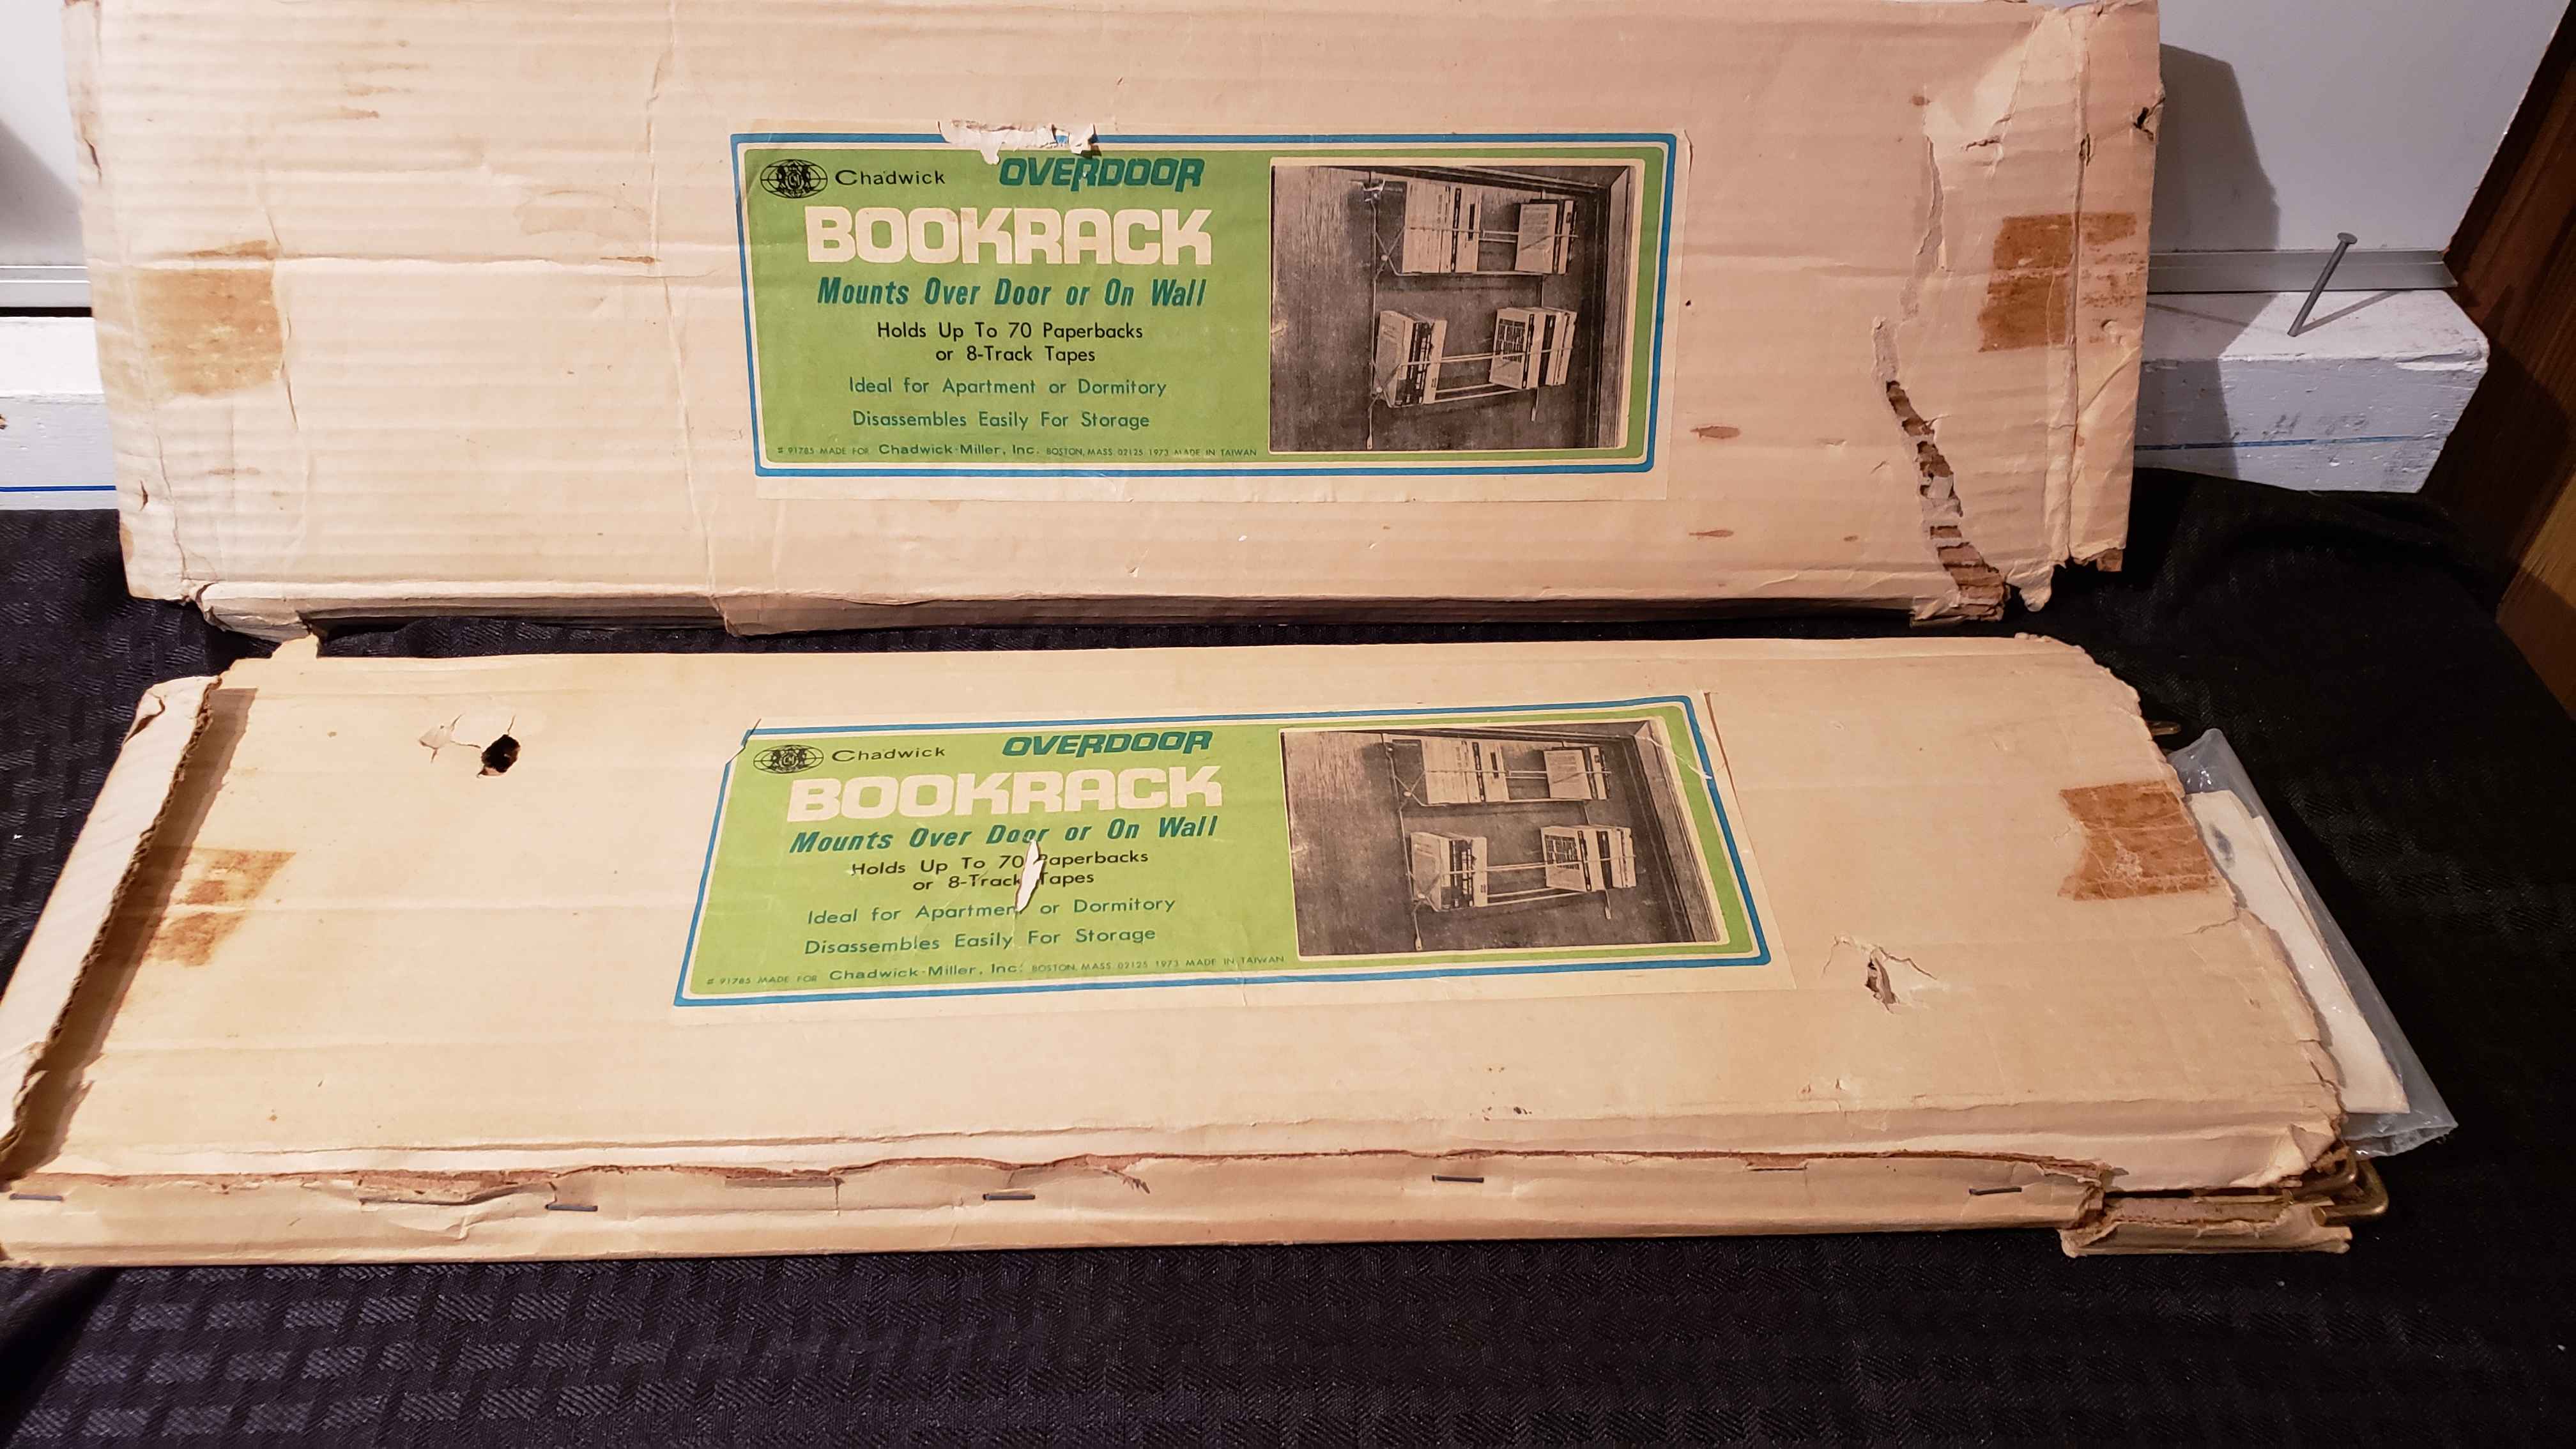 Chadwick OVERDOOR
BOOKRACK
Mounts Over Door or On Wall
Holds Up To 70 Paperbacks
or 8-Track Tapes
Ideal for Apartment or Dormitory
Disassembles Easily For Storage
# 91785 MADE FOR Chadwick-Miller, Inc. BOSTON, MASS 02125 1973 MADE IN TAIWAN
Chadwick OVERDOOR
BOOKRACK
Mounts Over Door or On Wall
Holds Up To 70 Paperbacks
or 8-Track Tapes
Ideal for Apartment or Dormitory
Disassembles Easily For Storage
# 91785 MADE FOR Chadwick-Miller, Inc. BOSTON, MASS 02125 1973 MADE IN TAIWAN